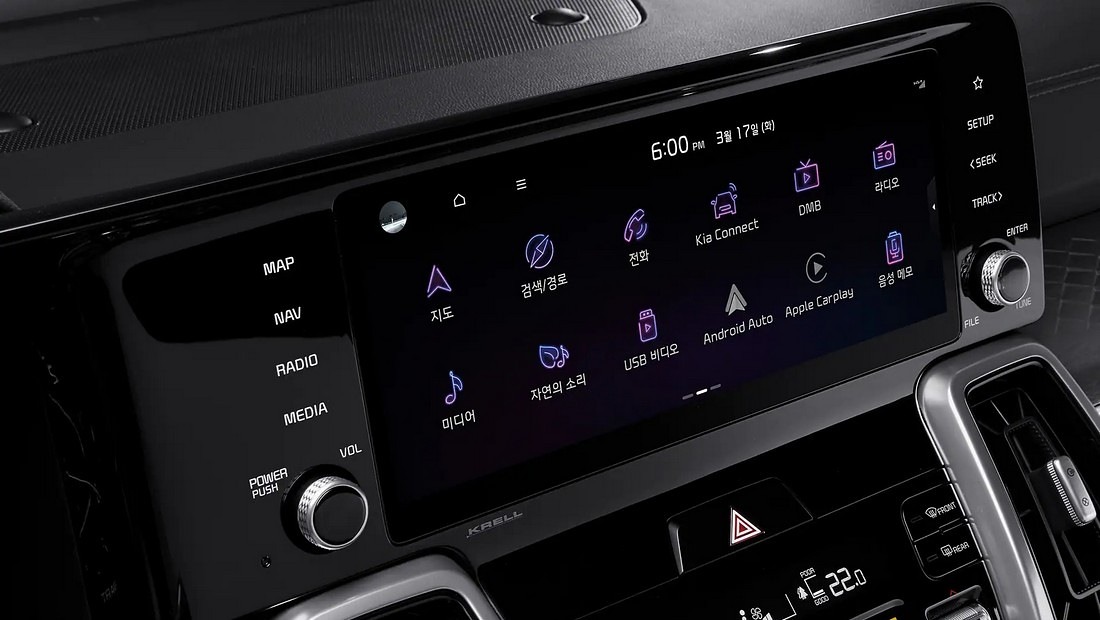 MAP
NAV
RADIO
MEDIA
VOL
POWER
PUSH
6:00 PM 3월 17일 (화)
지도
검색/경로
전화
Kia Connect
DMB
라디오
미디어
자연의 소리
USB 비디오
Android Auto
Apple Carplay
음성 메모
SETUP
<SEEK
TRACK>
ENTER
TUNE
FILE
KRELL
FRONT
REAR
POOR
GOOD
22.0